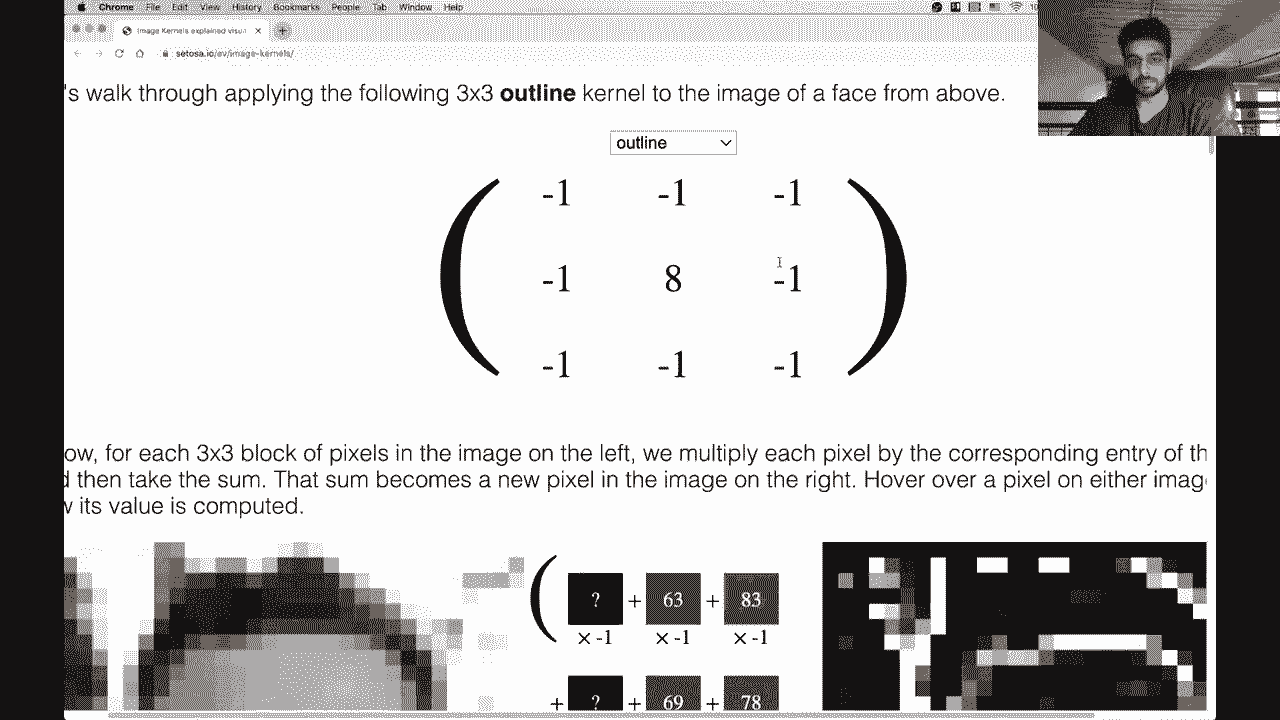 Chrome File Edit View History Bookmarks People Tab Window Help
Image Kernels explained visu
setosa.io/ev/image-kernels/
's walk through applying the following 3x3 outline kernel to the image of a face from above.
outline
-1 -1 -1
-1 8 -1
-1 -1 -1
ow, for each 3x3 block of pixels in the image on the left, we multiply each pixel by the corresponding entry of th
d then take the sum. That sum becomes a new pixel in the image on the right. Hover over a pixel on either imag
w its value is computed.
( ? + 63 + 83
× -1 × -1 × -1
+ ? + 69 + 78